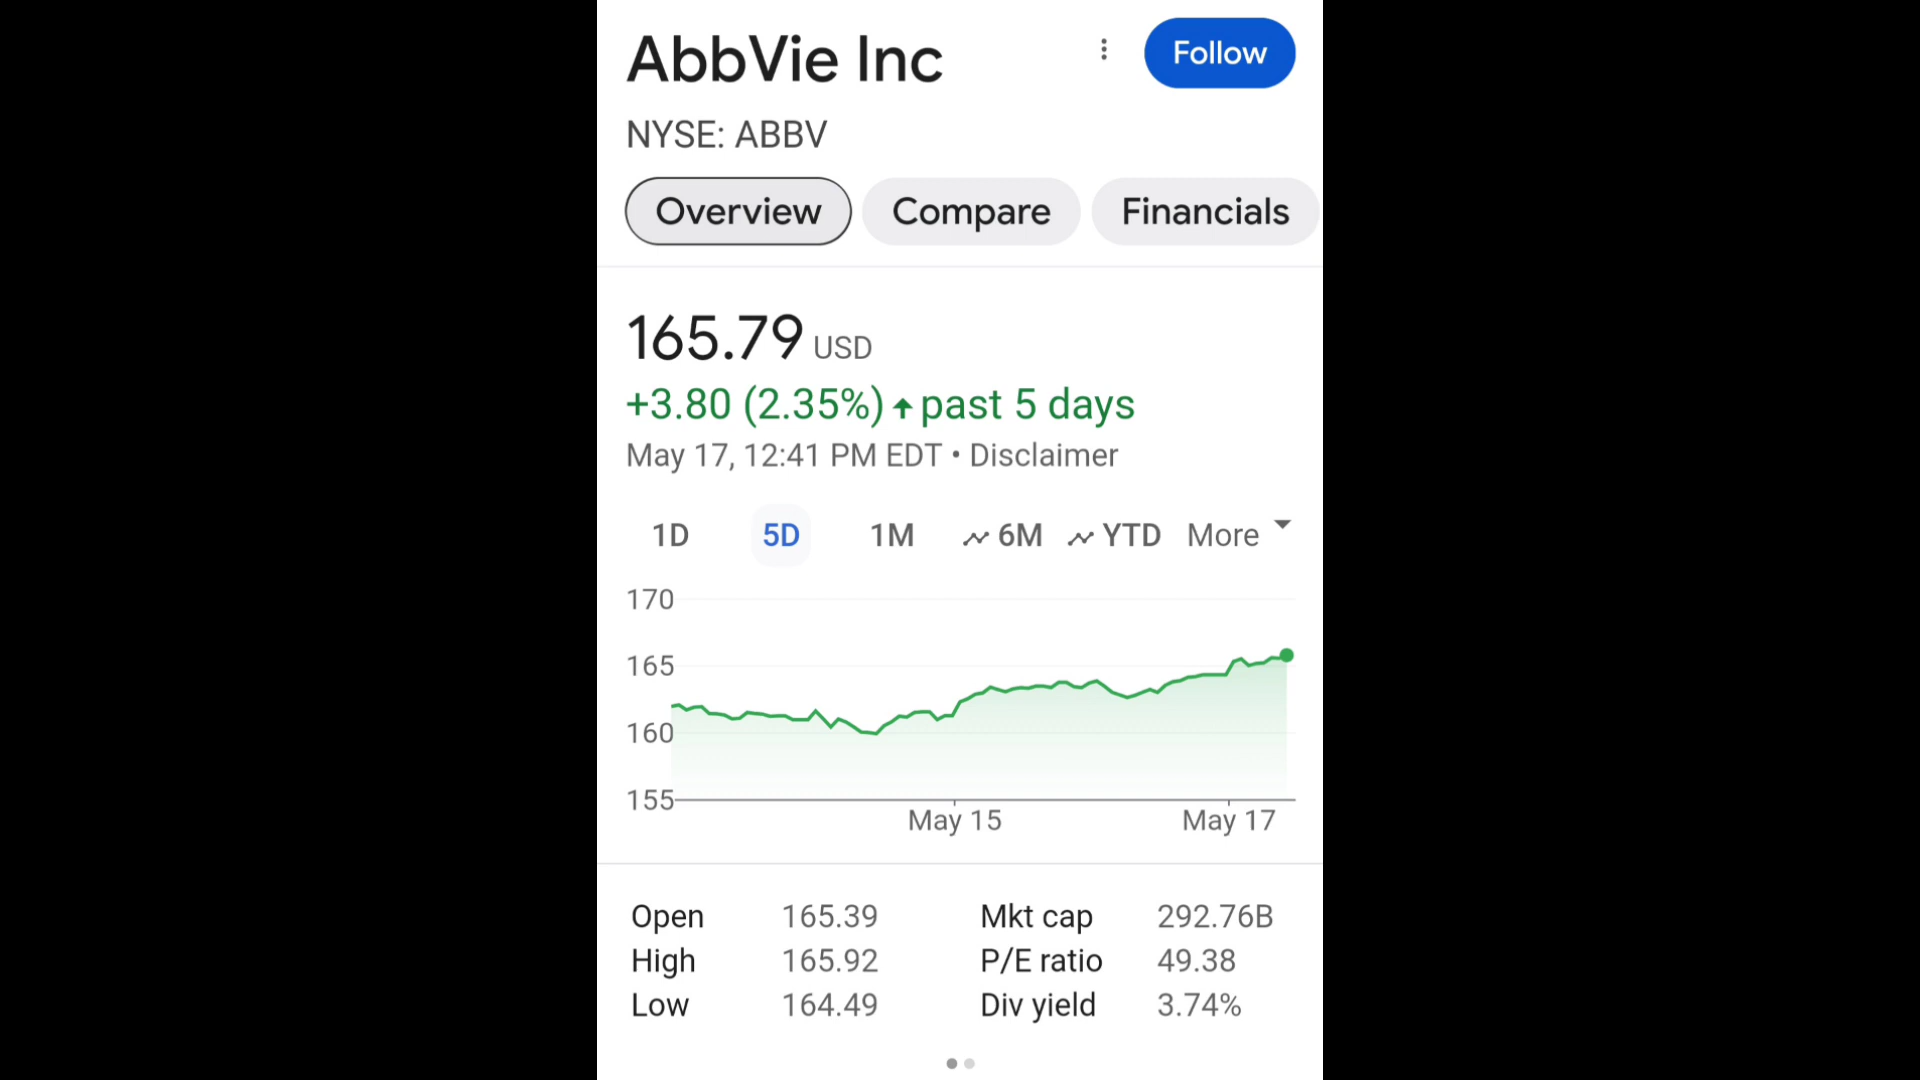 AbbVie Inc
Follow
NYSE: ABBV
Overview Compare Financials
165.79 USD
+3.80 (2.35%) ↑ past 5 days
May 17, 12:41 PM EDT • Disclaimer
1D 5D 1M 6M YTD More
170
165
160
155
May 15 May 17
Open 165.39 Mkt cap 292.76B
High 165.92 P/E ratio 49.38
Low 164.49 Div yield 3.74%